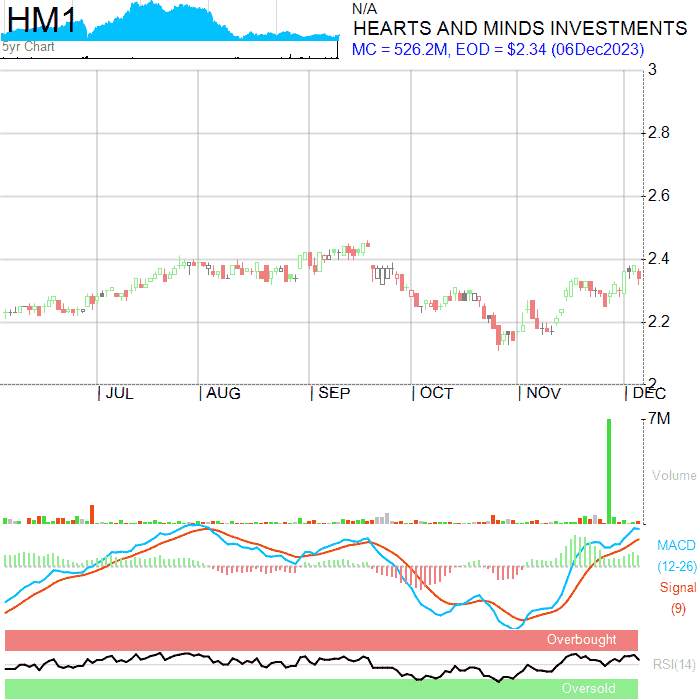 HM1
5yr Chart
N/A
HEARTS AND MINDS INVESTMENTS
MC = 526.2M, EOD = $2.34 (06Dec2023)
3
2.8
2.6
2.4
2.2
2
| JUL | AUG | SEP | OCT | NOV | DEC
7M
Volume
MACD
(12-26)
Signal
(9)
Overbought
RSI(14)
Oversold